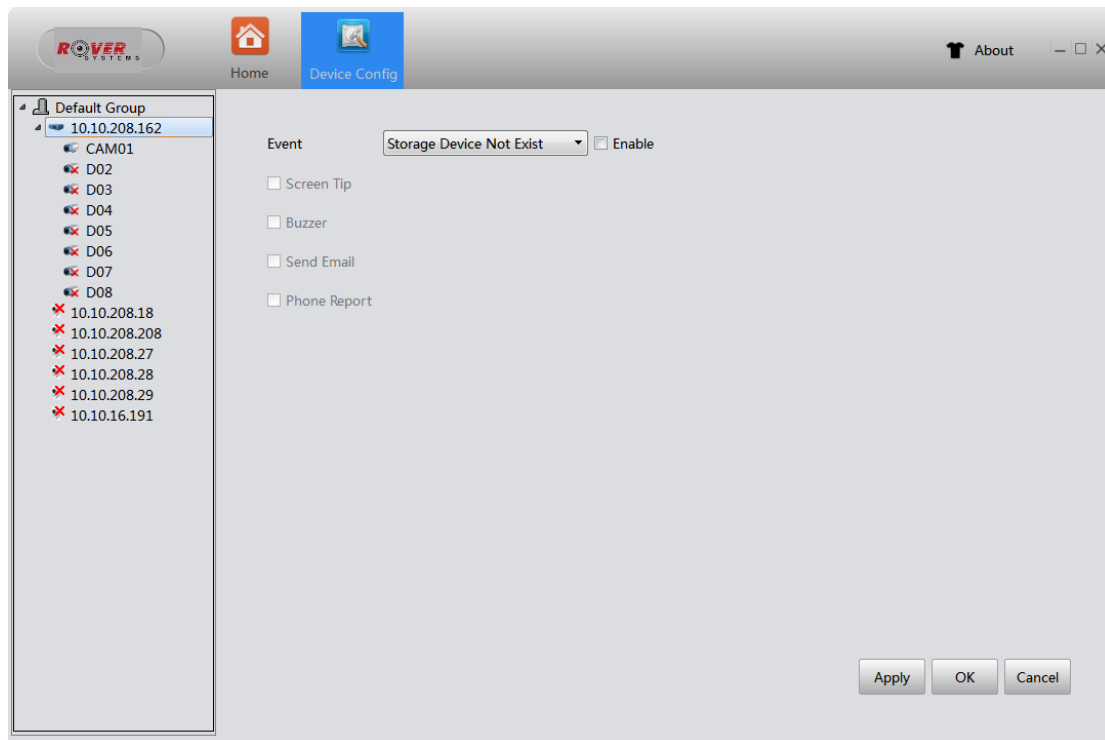 ROVER
SYSTEMS
Home
Device Config
About
Default Group
10.10.208.162
CAM01
D02
D03
D04
D05
D06
D07
D08
10.10.208.18
10.10.208.208
10.10.208.27
10.10.208.28
10.10.208.29
10.10.16.191
Event Storage Device Not Exist Enable
Screen Tip
Buzzer
Send Email
Phone Report
Apply OK Cancel